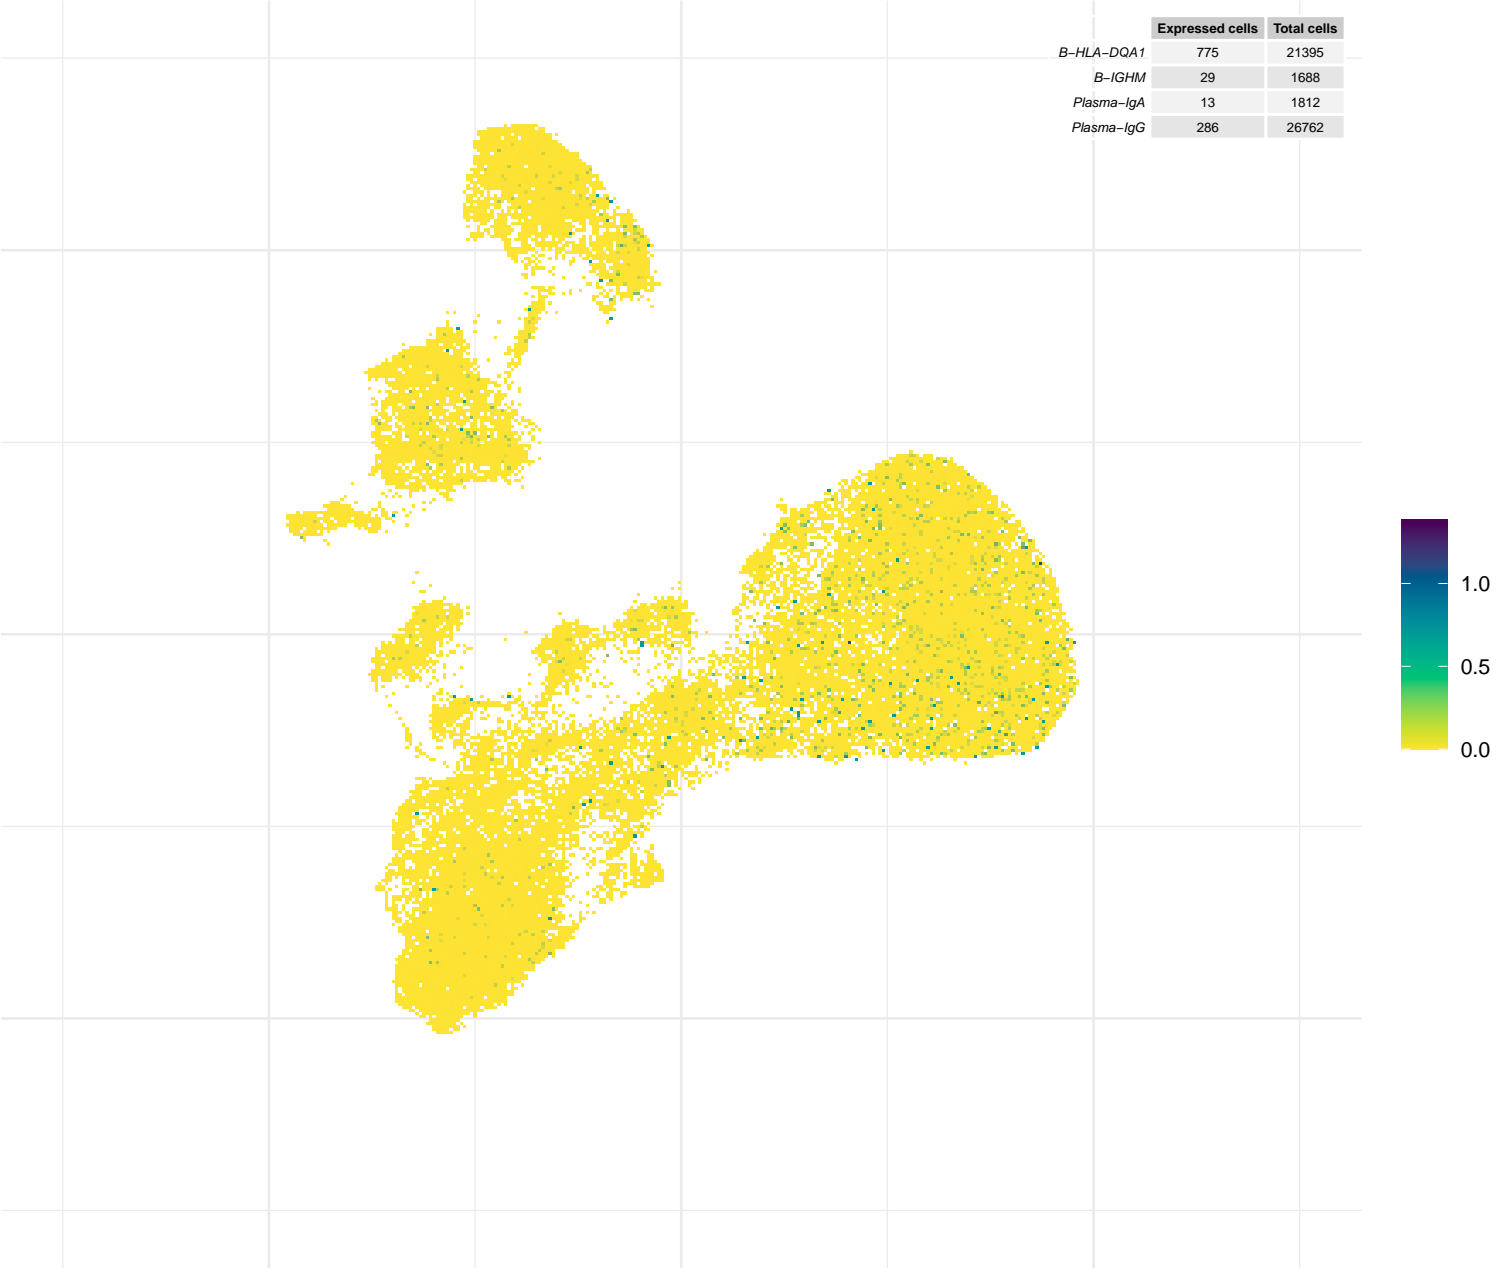 Expressed cells Total cells
B−HLA−DQA1 775 21395
B−IGHM 29 1688
Plasma−IgA 13 1812
Plasma−IgG 286 26762
1.0
0.5
0.0